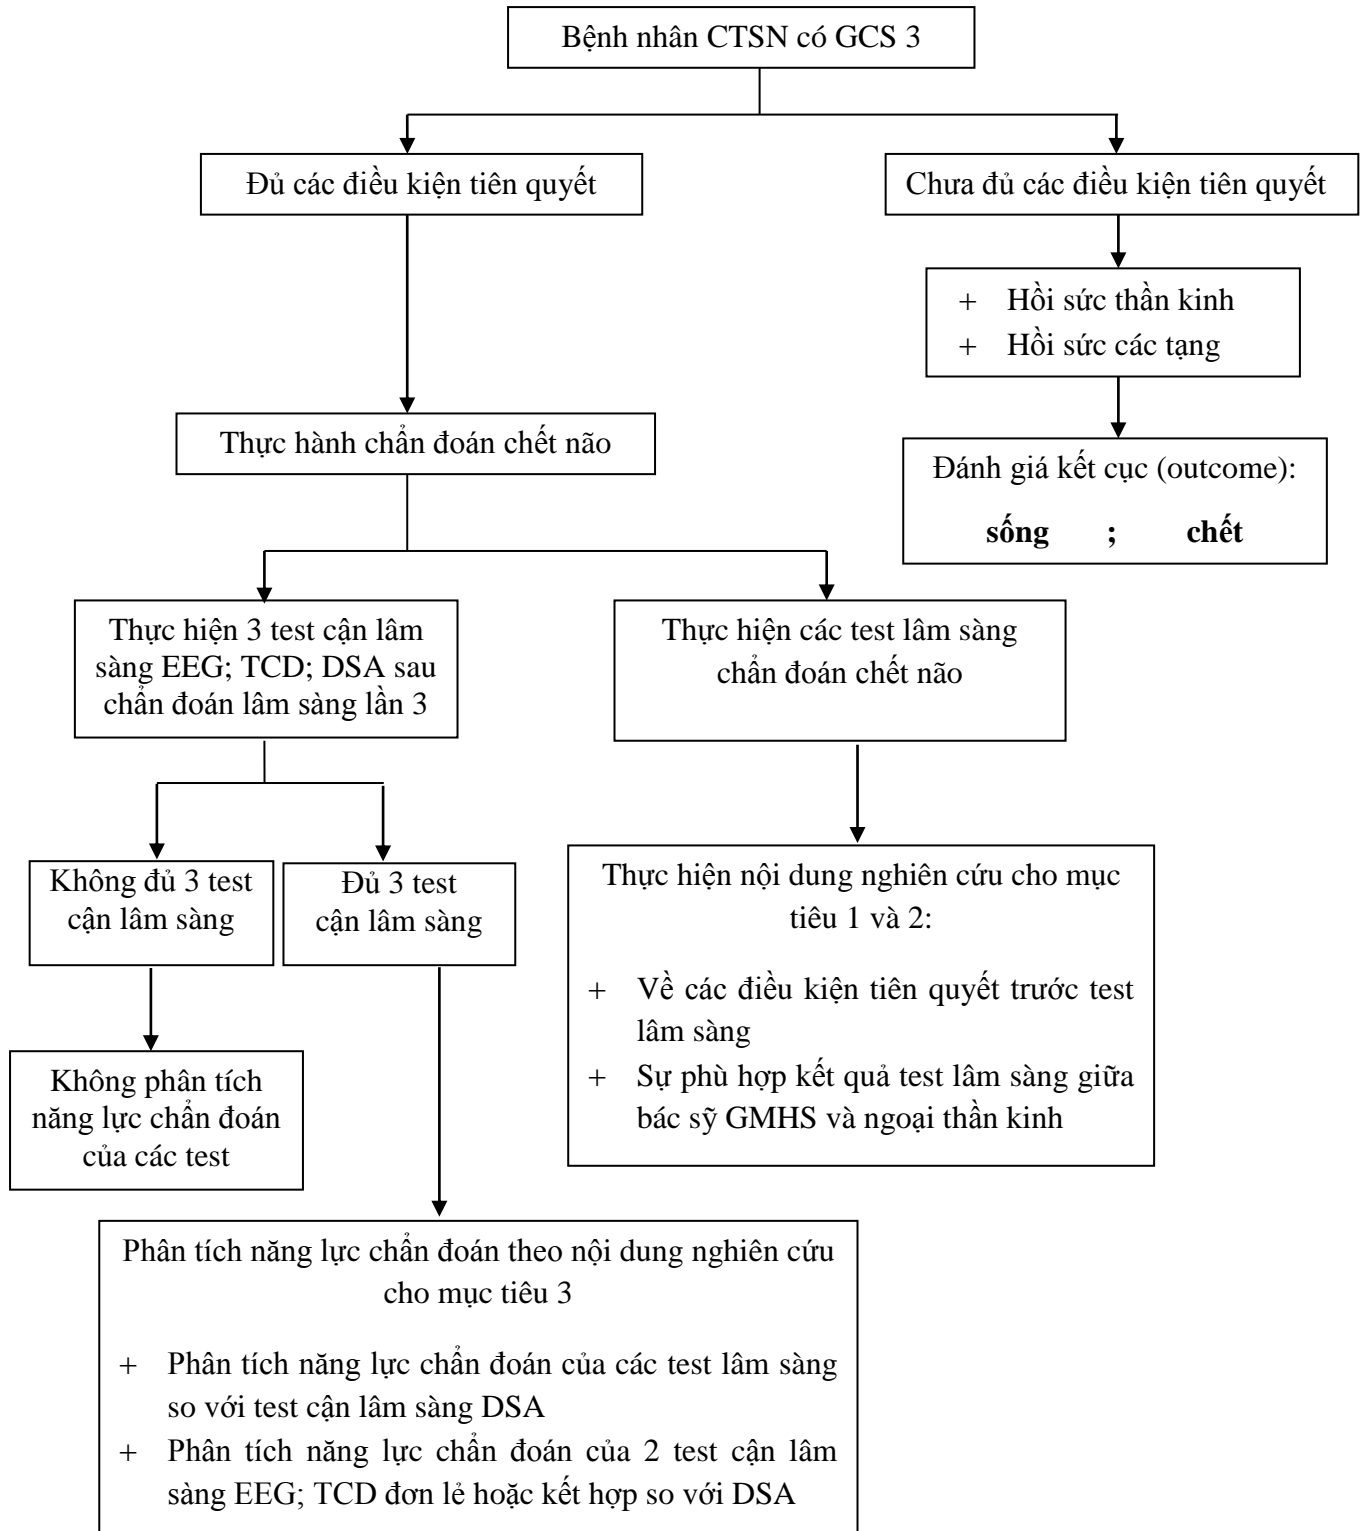 Bệnh nhân CTSN có GCS 3
Đủ các điều kiện tiên quyết
Chưa đủ các điều kiện tiên quyết
+ Hồi sức thần kinh
+ Hồi sức các tạng
Thực hành chẩn đoán chết não
Đánh giá kết cục (outcome):
sống ; chết
Thực hiện 3 test cận lâm
sàng EEG; TCD; DSA sau
chẩn đoán lâm sàng lần 3
Thực hiện các test lâm sàng
chẩn đoán chết não
Không đủ 3 test
cận lâm sàng
Đủ 3 test
cận lâm sàng
Thực hiện nội dung nghiên cứu cho mục
tiêu 1 và 2:
+ Về các điều kiện tiên quyết trước test
lâm sàng
+ Sự phù hợp kết quả test lâm sàng giữa
bác sỹ GMHS và ngoại thần kinh
Không phân tích
năng lực chẩn đoán
của các test
Phân tích năng lực chẩn đoán theo nội dung nghiên cứu
cho mục tiêu 3
+ Phân tích năng lực chẩn đoán của các test lâm sàng
so với test cận lâm sàng DSA
+ Phân tích năng lực chẩn đoán của 2 test cận lâm
sàng EEG; TCD đơn lẻ hoặc kết hợp so với DSA